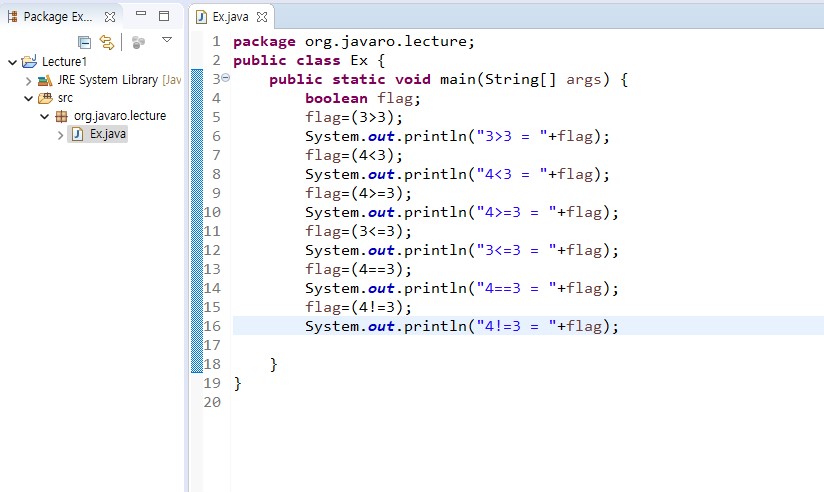 Package Ex...
Lecture1
JRE System Library [Jav
src
org.javaro.lecture
Ex.java
Ex.java
1 package org.javaro.lecture;
2 public class Ex {
3 public static void main(String[] args) {
4 boolean flag;
5 flag=(3>3);
6 System.out.println("3>3 = "+flag);
7 flag=(4<3);
8 System.out.println("4<3 = "+flag);
9 flag=(4>=3);
10 System.out.println("4>=3 = "+flag);
11 flag=(3<=3);
12 System.out.println("3<=3 = "+flag);
13 flag=(4==3);
14 System.out.println("4==3 = "+flag);
15 flag=(4!=3);
16 System.out.println("4!=3 = "+flag);
17
18 }
19 }
20